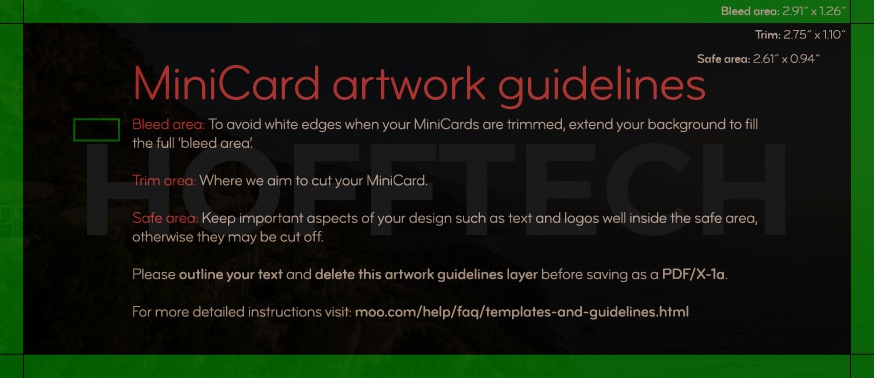 Bleed area: 2.91” x 1.26”
Trim: 2.75” x 1.10”
Safe area: 2.61” x 0.94”
MiniCard artwork guidelines
Bleed area: To avoid white edges when your MiniCards are trimmed, extend your background to fill
the full ‘bleed area’.
HOFFTECH
Trim area: Where we aim to cut your MiniCard.
Safe area: Keep important aspects of your design such as text and logos well inside the safe area,
otherwise they may be cut off.
Please outline your text and delete this artwork guidelines layer before saving as a PDF/X-1a.
For more detailed instructions visit: moo.com/help/faq/templates-and-guidelines.html